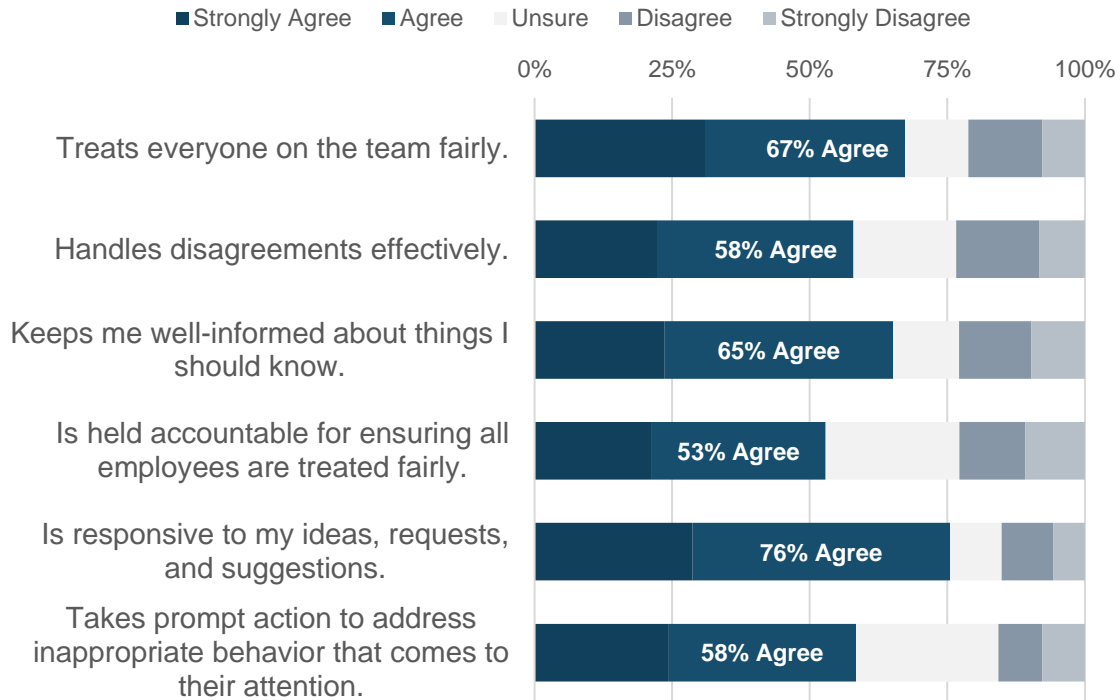 Strongly Agree Agree Unsure Disagree Strongly Disagree
0% 25% 50% 75% 100%
Treats everyone on the team fairly.
67% Agree
Handles disagreements effectively.
58% Agree
Keeps me well-informed about things I
should know.
65% Agree
Is held accountable for ensuring all
employees are treated fairly.
53% Agree
Is responsive to my ideas, requests,
and suggestions.
76% Agree
Takes prompt action to address
inappropriate behavior that comes to
their attention.
58% Agree